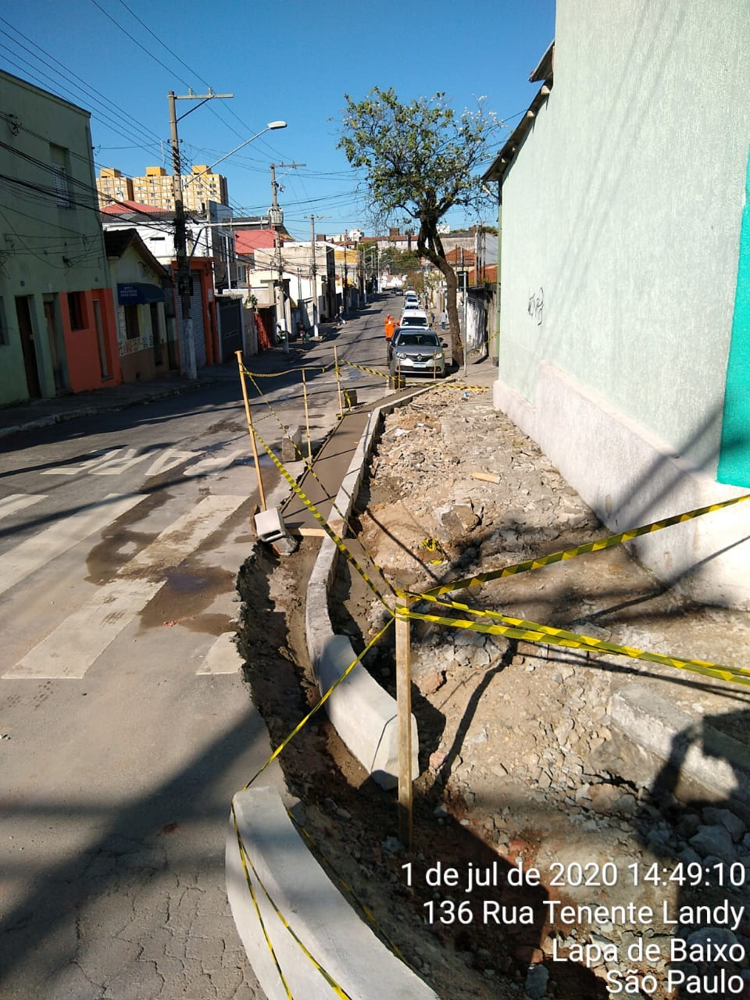 PARE
1 de jul de 2020 14:49:10
136 Rua Tenente Landy
Lapa de Baixo
São Paulo